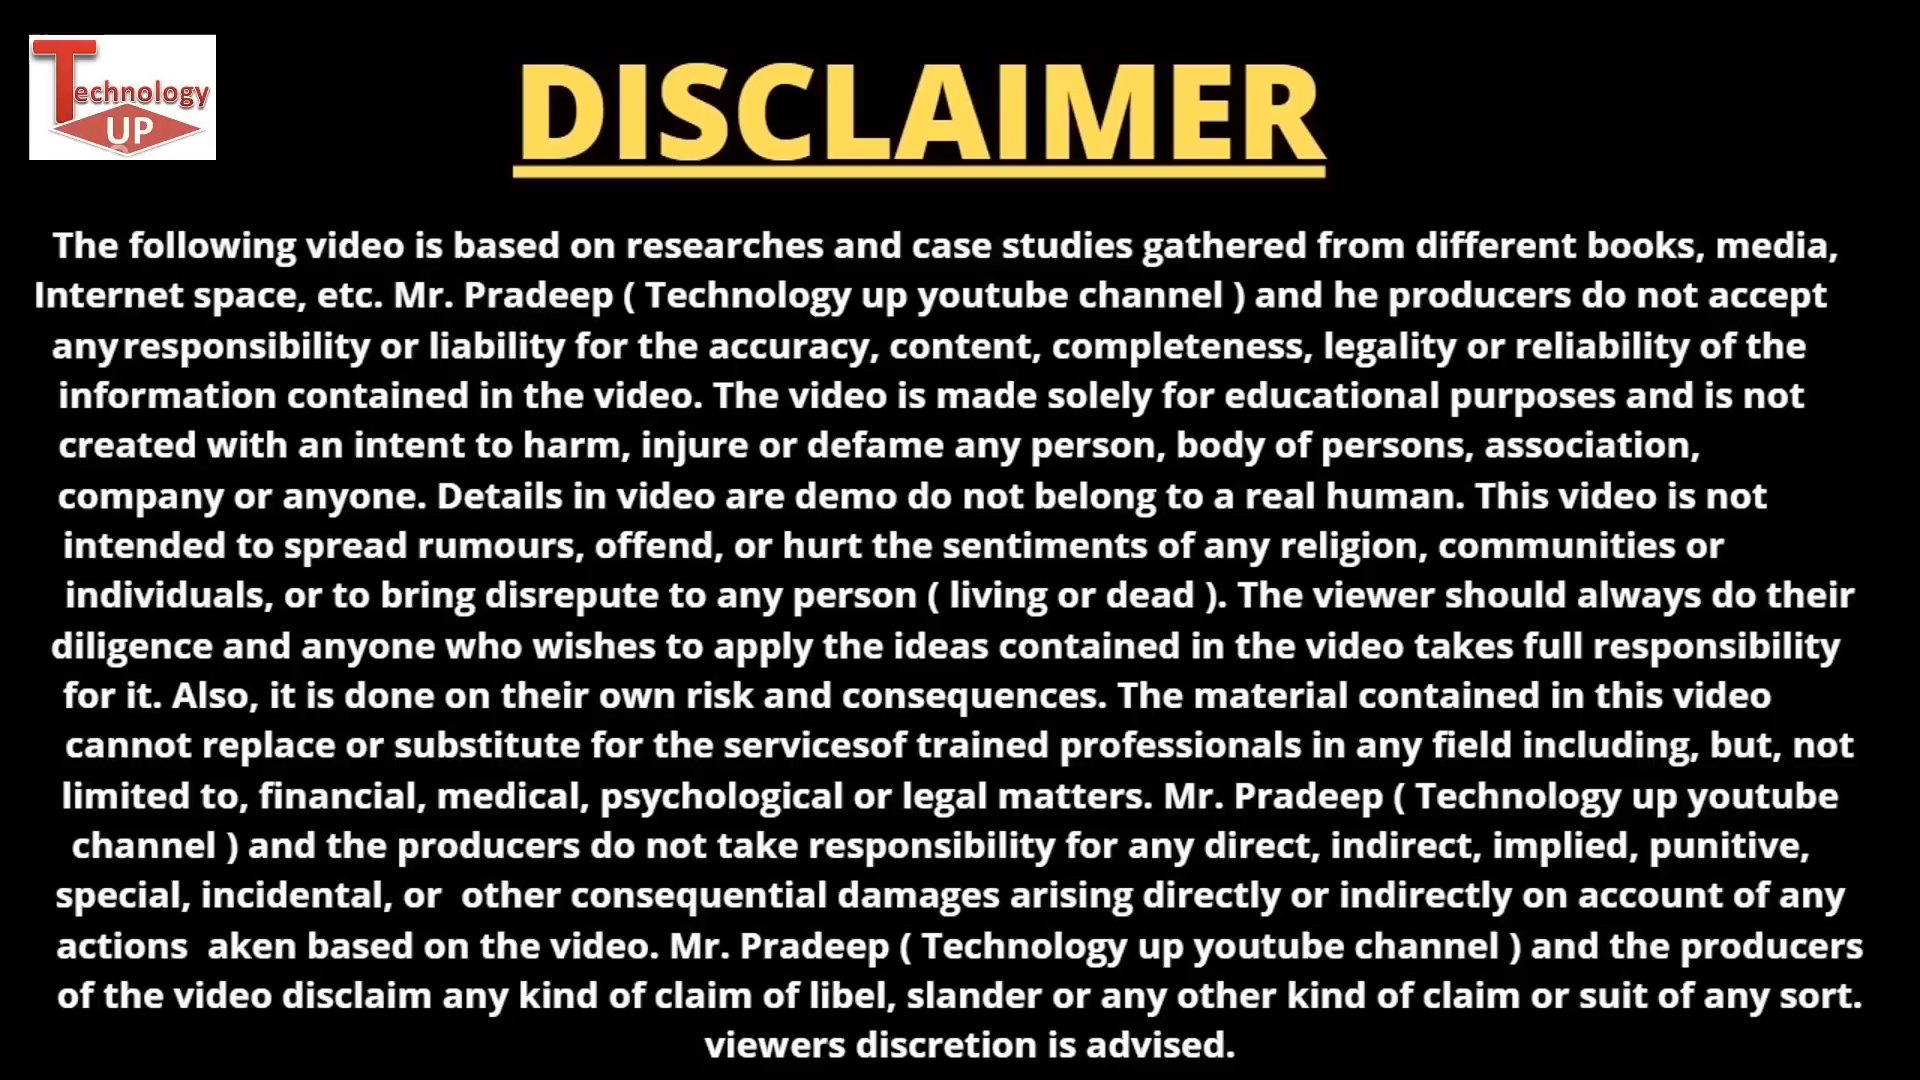 Technology
UP
DISCLAIMER
The following video is based on researches and case studies gathered from different books, media,
Internet space, etc. Mr. Pradeep ( Technology up youtube channel ) and he producers do not accept
any responsibility or liability for the accuracy, content, completeness, legality or reliability of the
information contained in the video. The video is made solely for educational purposes and is not
created with an intent to harm, injure or defame any person, body of persons, association,
company or anyone. Details in video are demo do not belong to a real human. This video is not
intended to spread rumours, offend, or hurt the sentiments of any religion, communities or
individuals, or to bring disrepute to any person ( living or dead ). The viewer should always do their
diligence and anyone who wishes to apply the ideas contained in the video takes full responsibility
for it. Also, it is done on their own risk and consequences. The material contained in this video
cannot replace or substitute for the servicesof trained professionals in any field including, but, not
limited to, financial, medical, psychological or legal matters. Mr. Pradeep ( Technology up youtube
channel ) and the producers do not take responsibility for any direct, indirect, implied, punitive,
special, incidental, or  other consequential damages arising directly or indirectly on account of any
actions  aken based on the video. Mr. Pradeep ( Technology up youtube channel ) and the producers
of the video disclaim any kind of claim of libel, slander or any other kind of claim or suit of any sort.
viewers discretion is advised.